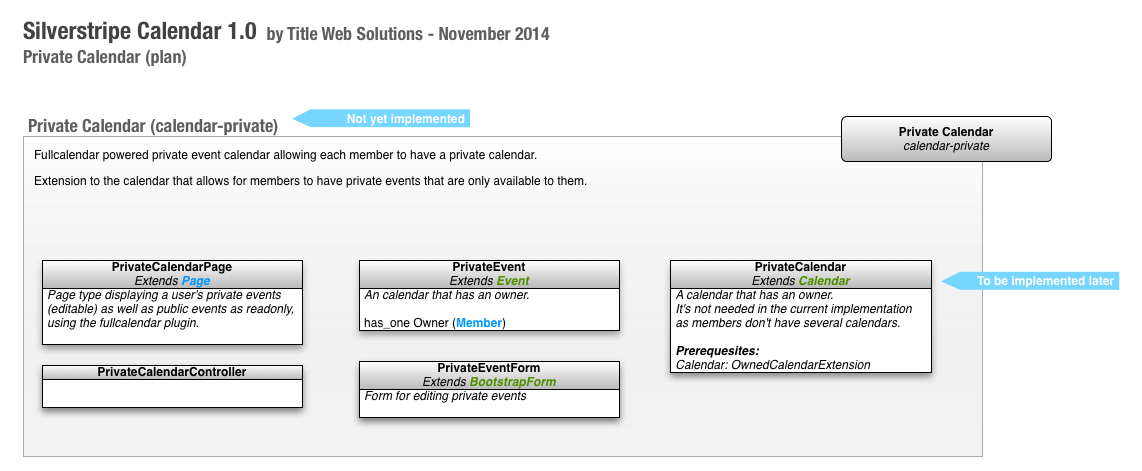 Silverstripe Calendar 1.0 by Title Web Solutions - November 2014
Private Calendar (plan)
Private Calendar (calendar-private)
Not yet implemented
Private Calendar
calendar-private
Fullcalendar powered private event calendar allowing each member to have a private calendar.
Extension to the calendar that allows for members to have private events that are only available to them.
PrivateCalendarPage
Extends Page
Page type displaying a user's private events
(editable) as well as public events as readonly,
using the fullcalendar plugin.
PrivateCalendarController
PrivateEvent
Extends Event
An calendar that has an owner.
has_one Owner (Member)
PrivateEventForm
Extends BootstrapForm
Form for editing private events
PrivateCalendar
Extends Calendar
A calendar that has an owner.
It's not needed in the current implementation
as members don't have several calendars.
Prerequesites:
Calendar: OwnedCalendarExtension
To be implemented later